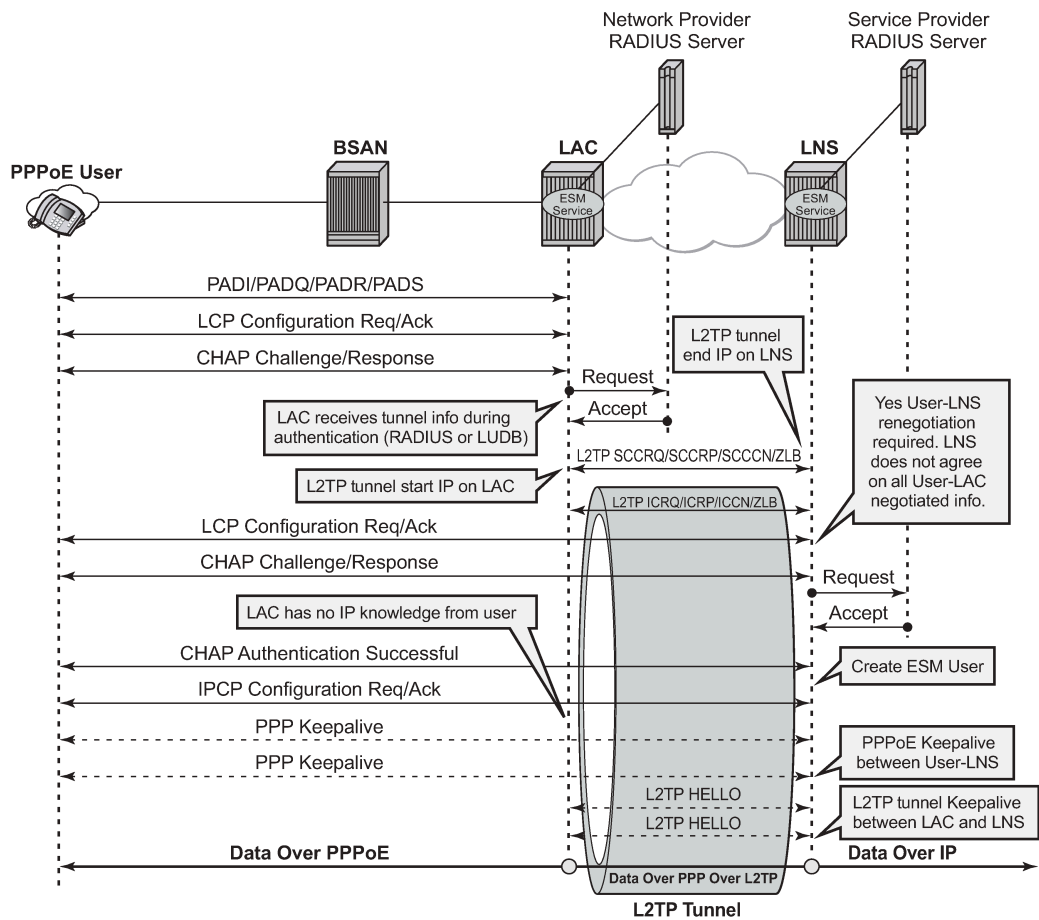 Network Provider
RADIUS Server
Service Provider
RADIUS Server
PPPoE User
BSAN
LAC
LNS
ESM
Service
ESM
Service
PADI/PADQ/PADR/PADS
LCP Configuration Req/Ack
CHAP Challenge/Response
L2TP tunnel
end IP on LNS
Request
Accept
LAC receives tunnel info during
authentication (RADIUS or LUDB)
Yes User-LNS
renegotiation
required. LNS
does not agree
on all User-LAC
negotiated info.
L2TP SCCRQ/SCCRP/SCCCN/ZLB
L2TP tunnel start IP on LAC
L2TP ICRQ/ICRP/ICCN/ZLB
LCP Configuration Req/Ack
CHAP Challenge/Response
Request
Accept
LAC has no IP knowledge from user
CHAP Authentication Successful
Create ESM User
IPCP Configuration Req/Ack
PPP Keepalive
PPP Keepalive
PPPoE Keepalive
between User-LNS
L2TP HELLO
L2TP HELLO
L2TP tunnel Keepalive
between LAC and LNS
Data Over PPPoE
Data Over IP
Data Over PPP Over L2TP
L2TP Tunnel